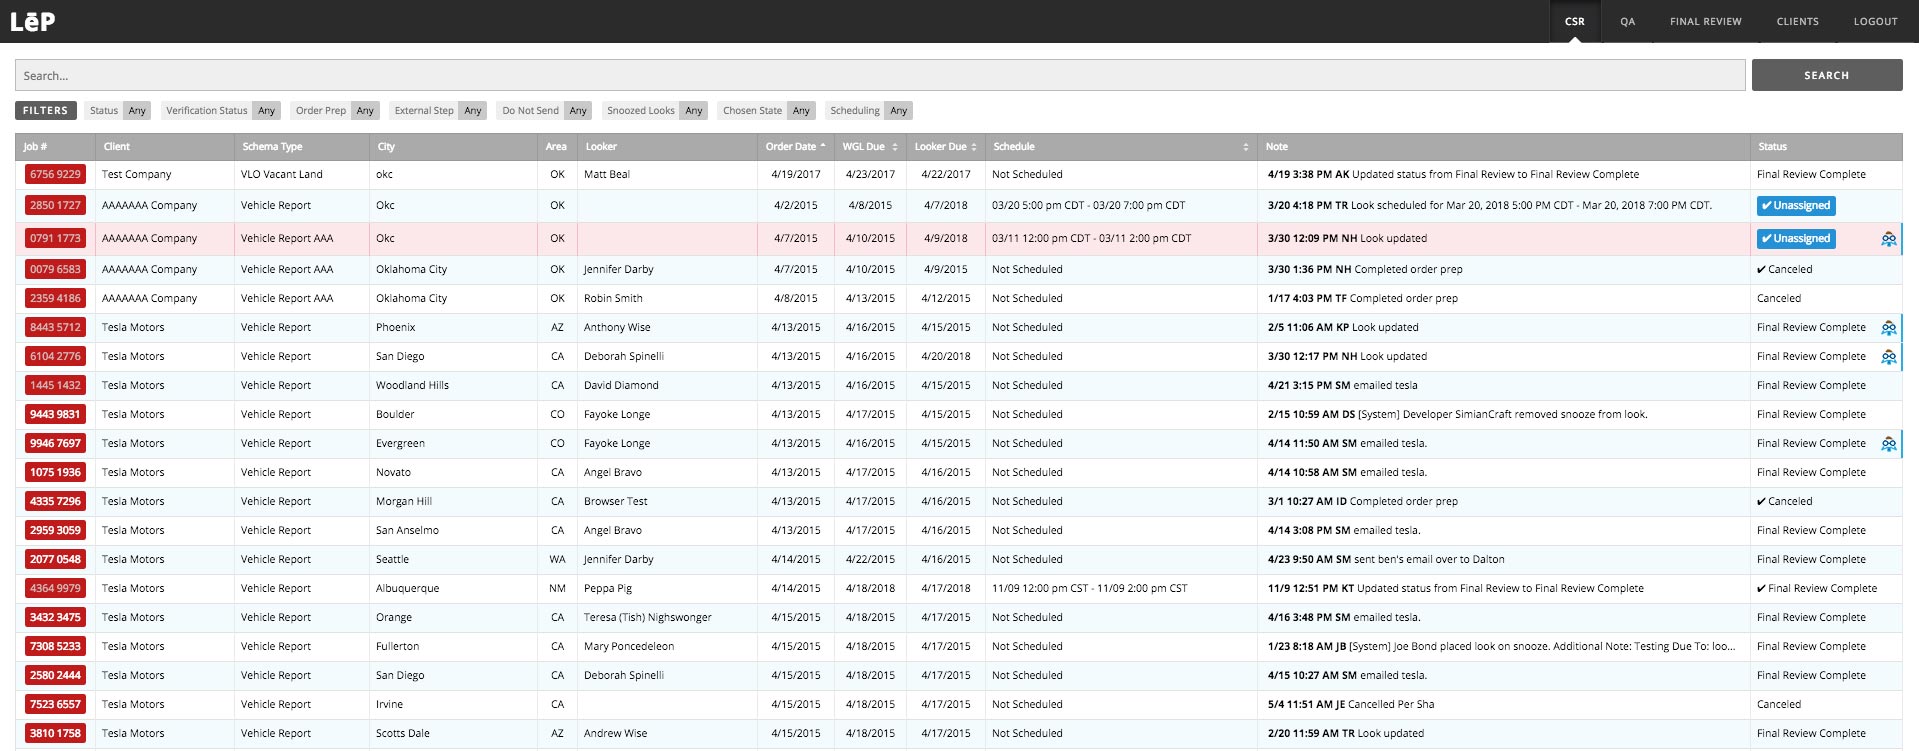 LēP CSR QA FINAL REVIEW CLIENTS LOGOUT
Search... SEARCH
FILTERS Status Any Verification Status Any Order Prep Any External Step Any Do Not Send Any Snoozed Looks Any Chosen State Any Scheduling Any
Job # Client Schema Type City Area Looker Order Date WGL Due Looker Due Schedule Note Status
6756 9229 Test Company VLO Vacant Land okc OK Matt Beal 4/19/2017 4/23/2017 4/22/2017 Not Scheduled 4/19 3:38 PM AK Updated status from Final Review to Final Review Complete Final Review Complete
2850 1727 AAAAAAA Company Vehicle Report Okc OK 4/2/2015 4/8/2015 4/7/2018 03/20 5:00 pm CDT - 03/20 7:00 pm CDT 3/20 4:18 PM TR Look scheduled for Mar 20, 2018 5:00 PM CDT - Mar 20, 2018 7:00 PM CDT. ✔ Unassigned
0791 1773 AAAAAAA Company Vehicle Report AAA Okc OK 4/7/2015 4/10/2015 4/9/2018 03/11 12:00 pm CDT - 03/11 2:00 pm CDT 3/30 12:09 PM NH Look updated ✔ Unassigned
0079 6583 AAAAAAA Company Vehicle Report AAA Oklahoma City OK Jennifer Darby 4/7/2015 4/10/2015 4/9/2015 Not Scheduled 3/30 1:36 PM NH Completed order prep ✔ Canceled
2359 4186 AAAAAAA Company Vehicle Report AAA Oklahoma City OK Robin Smith 4/8/2015 4/13/2015 4/12/2015 Not Scheduled 1/17 4:03 PM TF Completed order prep Canceled
8443 5712 Tesla Motors Vehicle Report Phoenix AZ Anthony Wise 4/13/2015 4/16/2015 4/15/2015 Not Scheduled 2/5 11:06 AM KP Look updated Final Review Complete
6104 2776 Tesla Motors Vehicle Report San Diego CA Deborah Spinelli 4/13/2015 4/16/2015 4/20/2018 Not Scheduled 3/30 12:17 PM NH Look updated Final Review Complete
1445 1432 Tesla Motors Vehicle Report Woodland Hills CA David Diamond 4/13/2015 4/16/2015 4/15/2015 Not Scheduled 4/21 3:15 PM SM emailed tesla Final Review Complete
9443 9831 Tesla Motors Vehicle Report Boulder CO Fayoke Longe 4/13/2015 4/17/2015 4/15/2015 Not Scheduled 2/15 10:59 AM DS [System] Developer SimianCraft removed snooze from look. Final Review Complete
9946 7697 Tesla Motors Vehicle Report Evergreen CO Fayoke Longe 4/13/2015 4/16/2015 4/15/2015 Not Scheduled 4/14 11:50 AM SM emailed tesla. Final Review Complete
1075 1936 Tesla Motors Vehicle Report Novato CA Angel Bravo 4/13/2015 4/17/2015 4/16/2015 Not Scheduled 4/14 10:58 AM SM emailed tesla. Final Review Complete
4335 7296 Tesla Motors Vehicle Report Morgan Hill CA Browser Test 4/13/2015 4/17/2015 4/16/2015 Not Scheduled 3/1 10:27 AM ID Completed order prep ✔ Canceled
2959 3059 Tesla Motors Vehicle Report San Anselmo CA Angel Bravo 4/13/2015 4/17/2015 4/16/2015 Not Scheduled 4/14 3:08 PM SM emailed tesla. Final Review Complete
2077 0548 Tesla Motors Vehicle Report Seattle WA Jennifer Darby 4/14/2015 4/22/2015 4/16/2015 Not Scheduled 4/23 9:50 AM SM sent ben's email over to Dalton Final Review Complete
4364 9979 Tesla Motors Vehicle Report Albuquerque NM Peppa Pig 4/14/2015 4/18/2018 4/17/2018 11/09 12:00 pm CST - 11/09 2:00 pm CST 11/9 12:51 PM KT Updated status from Final Review to Final Review Complete ✔ Final Review Complete
3432 3475 Tesla Motors Vehicle Report Orange CA Teresa (Tish) Nighswonger 4/15/2015 4/18/2015 4/17/2015 Not Scheduled 4/16 3:48 PM SM emailed tesla. Final Review Complete
7308 5233 Tesla Motors Vehicle Report Fullerton CA Mary Poncedeleon 4/15/2015 4/18/2015 4/17/2015 Not Scheduled 1/23 8:18 AM JB [System] Joe Bond placed look on snooze. Additional Note: Testing Due To: loo... Final Review Complete
2580 2444 Tesla Motors Vehicle Report San Diego CA Deborah Spinelli 4/15/2015 4/18/2015 4/17/2015 Not Scheduled 4/15 10:27 AM SM emailed tesla. Final Review Complete
7523 6557 Tesla Motors Vehicle Report Irvine CA 4/15/2015 4/18/2015 4/17/2015 Not Scheduled 5/4 11:51 AM JE Cancelled Per Sha Canceled
3810 1758 Tesla Motors Vehicle Report Scotts Dale AZ Andrew Wise 4/15/2015 4/18/2015 4/17/2015 Not Scheduled 2/20 11:59 AM TR Look updated Final Review Complete